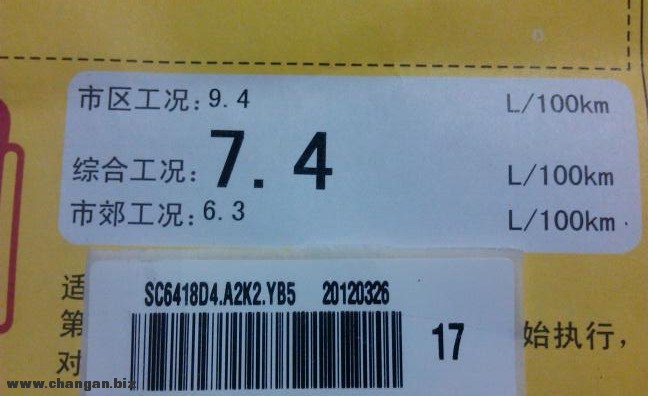 市区工况：9.4 L/100km
综合工况：7.4 L/100km
市郊工况：6.3 L/100km
适
SC6418D4.A2K2.YB5 20120326
第
17
始执行，
对
www.changan.biz